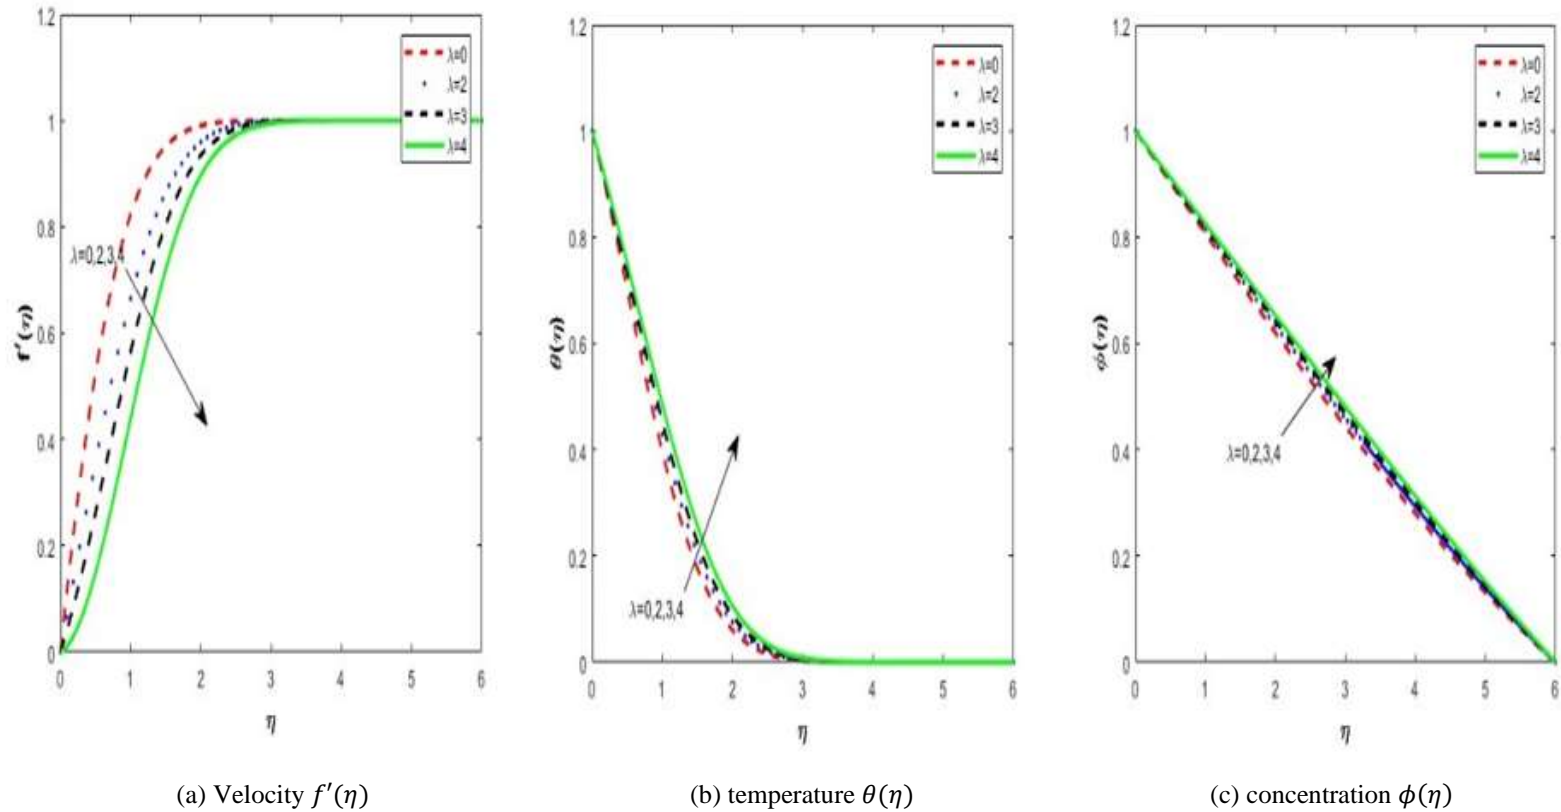 1.2
1
0.8
0.6
0.4
0.2
0
0 1 2 3 4 5 6
f′(η)
η
λ=0
λ=2
λ=3
λ=4
λ=0,2,3,4
(a) Velocity f′(η)
1.2
1
0.8
0.6
0.4
0.2
0
0 1 2 3 4 5 6
θ(η)
η
λ=0
λ=2
λ=3
λ=4
λ=0,2,3,4
(b) temperature θ(η)
1.2
1
0.8
0.6
0.4
0.2
0
0 1 2 3 4 5 6
ϕ(η)
η
λ=0
λ=2
λ=3
λ=4
λ=0,2,3,4
(c) concentration ϕ(η)